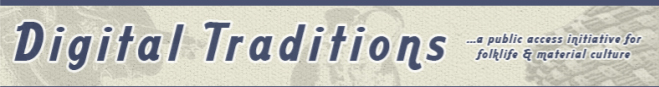 Digital Traditions
...a public access initiative for
folklife & material culture